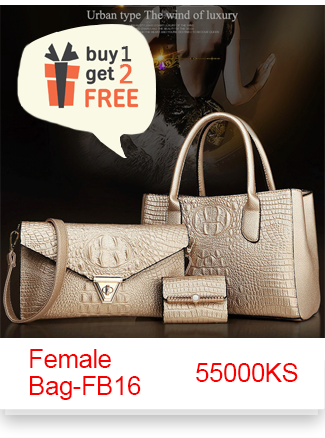 Urban type The wind of luxury
buy 1
get 2
FREE
Female
Bag-FB16
55000KS